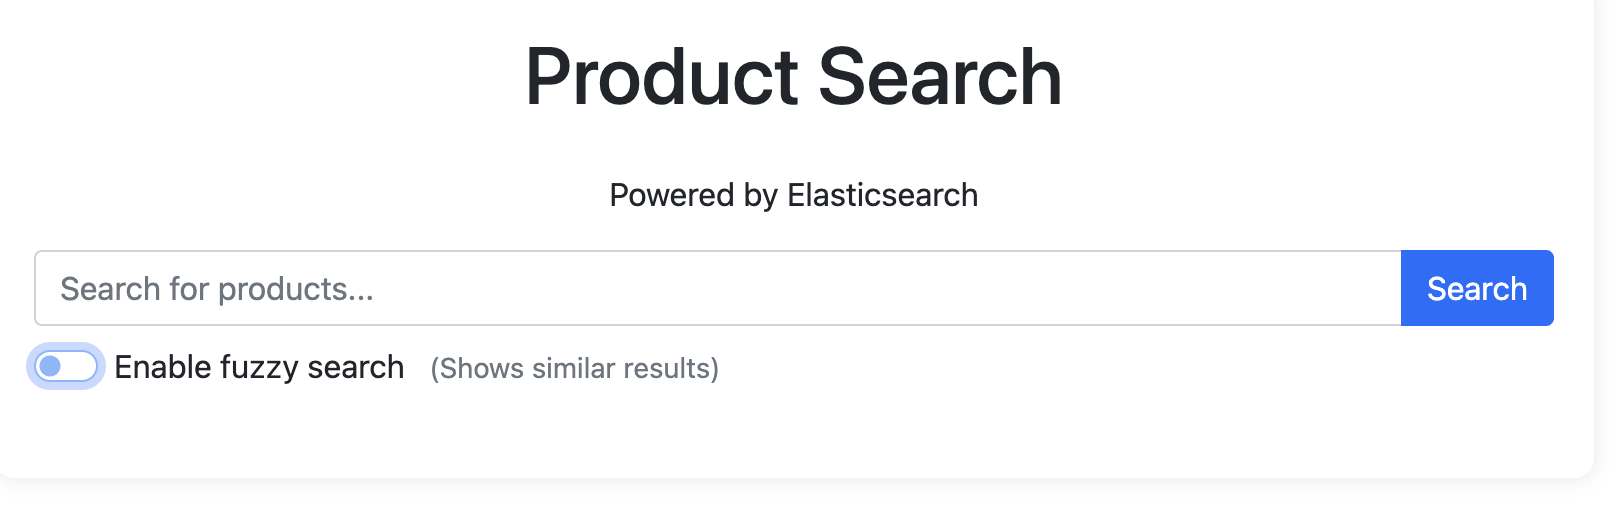 Product Search
Powered by Elasticsearch
Search for products...
Search
Enable fuzzy search (Shows similar results)